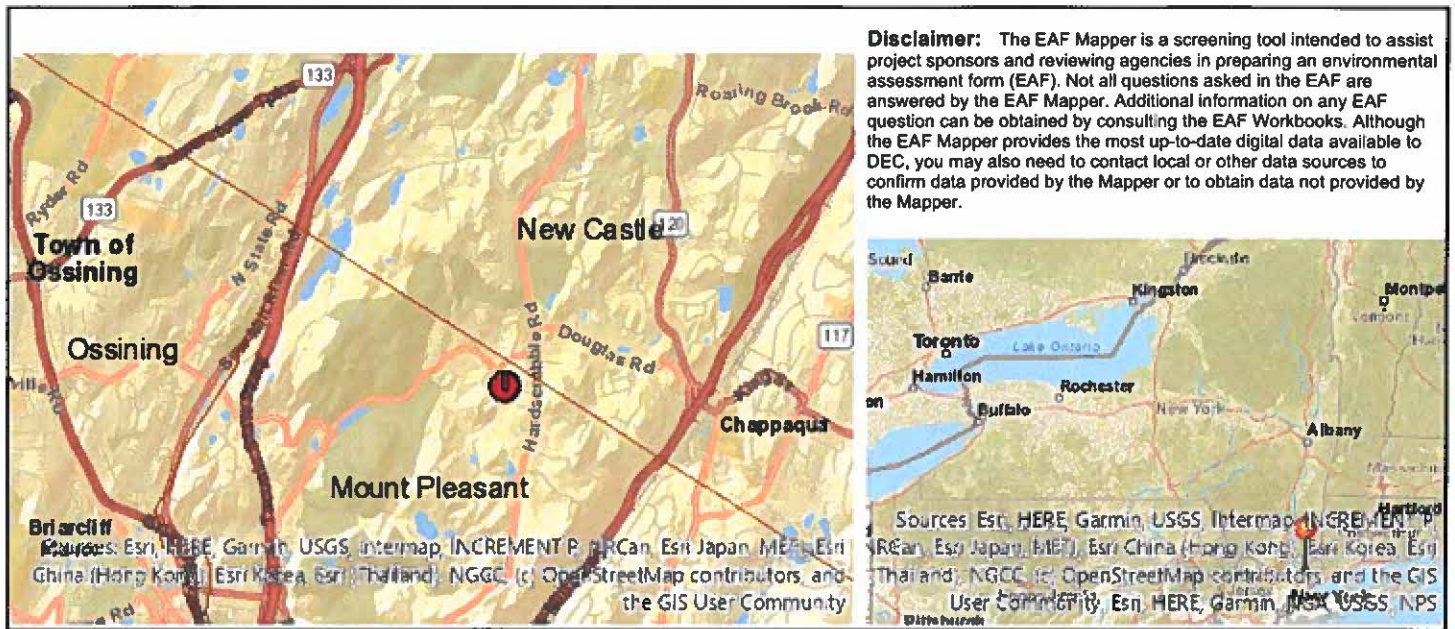 Disclaimer: The EAF Mapper is a screening tool intended to assist
project sponsors and reviewing agencies in preparing an environmental
assessment form (EAF). Not all questions asked in the EAF are
answered by the EAF Mapper. Additional information on any EAF
question can be obtained by consulting the EAF Workbooks. Although
the EAF Mapper provides the most up-to-date digital data available to
DEC, you may also need to contact local or other data sources to
confirm data provided by the Mapper or to obtain data not provided by
the Mapper.
133
Roaring Brook Rd
Ryder Rd
133
Town of
Ossining
N State Rd
New Castle
120
Ossining
Hardscrabble Rd
Douglas Rd
117
Chappaqua
Mount Pleasant
Briarcliff
Sources: Esri, HERE, Garmin, USGS, Intermap, INCREMENT P, NRCan, Esri Japan, METI, Esri
China (Hong Kong), Esri Korea, Esri (Thailand), NGCC, (c) OpenStreetMap contributors, and
the GIS User Community
Rd
Sound
Barrie
Kingston
Montpe
Toronto
Lake Ontario
Hamilton
Rochester
Buffalo
New York
Albany
Massachu
Hartford
Sources: Esri, HERE, Garmin, USGS, Intermap, INCREMENT P,
NRCan, Esri Japan, METI, Esri China (Hong Kong), Esri Korea, Esri
(Thailand), NGCC, (c) OpenStreetMap contributors, and the GIS
User Community, Esri, HERE, Garmin, NGA, USGS, NPS
New York
Pittsburgh